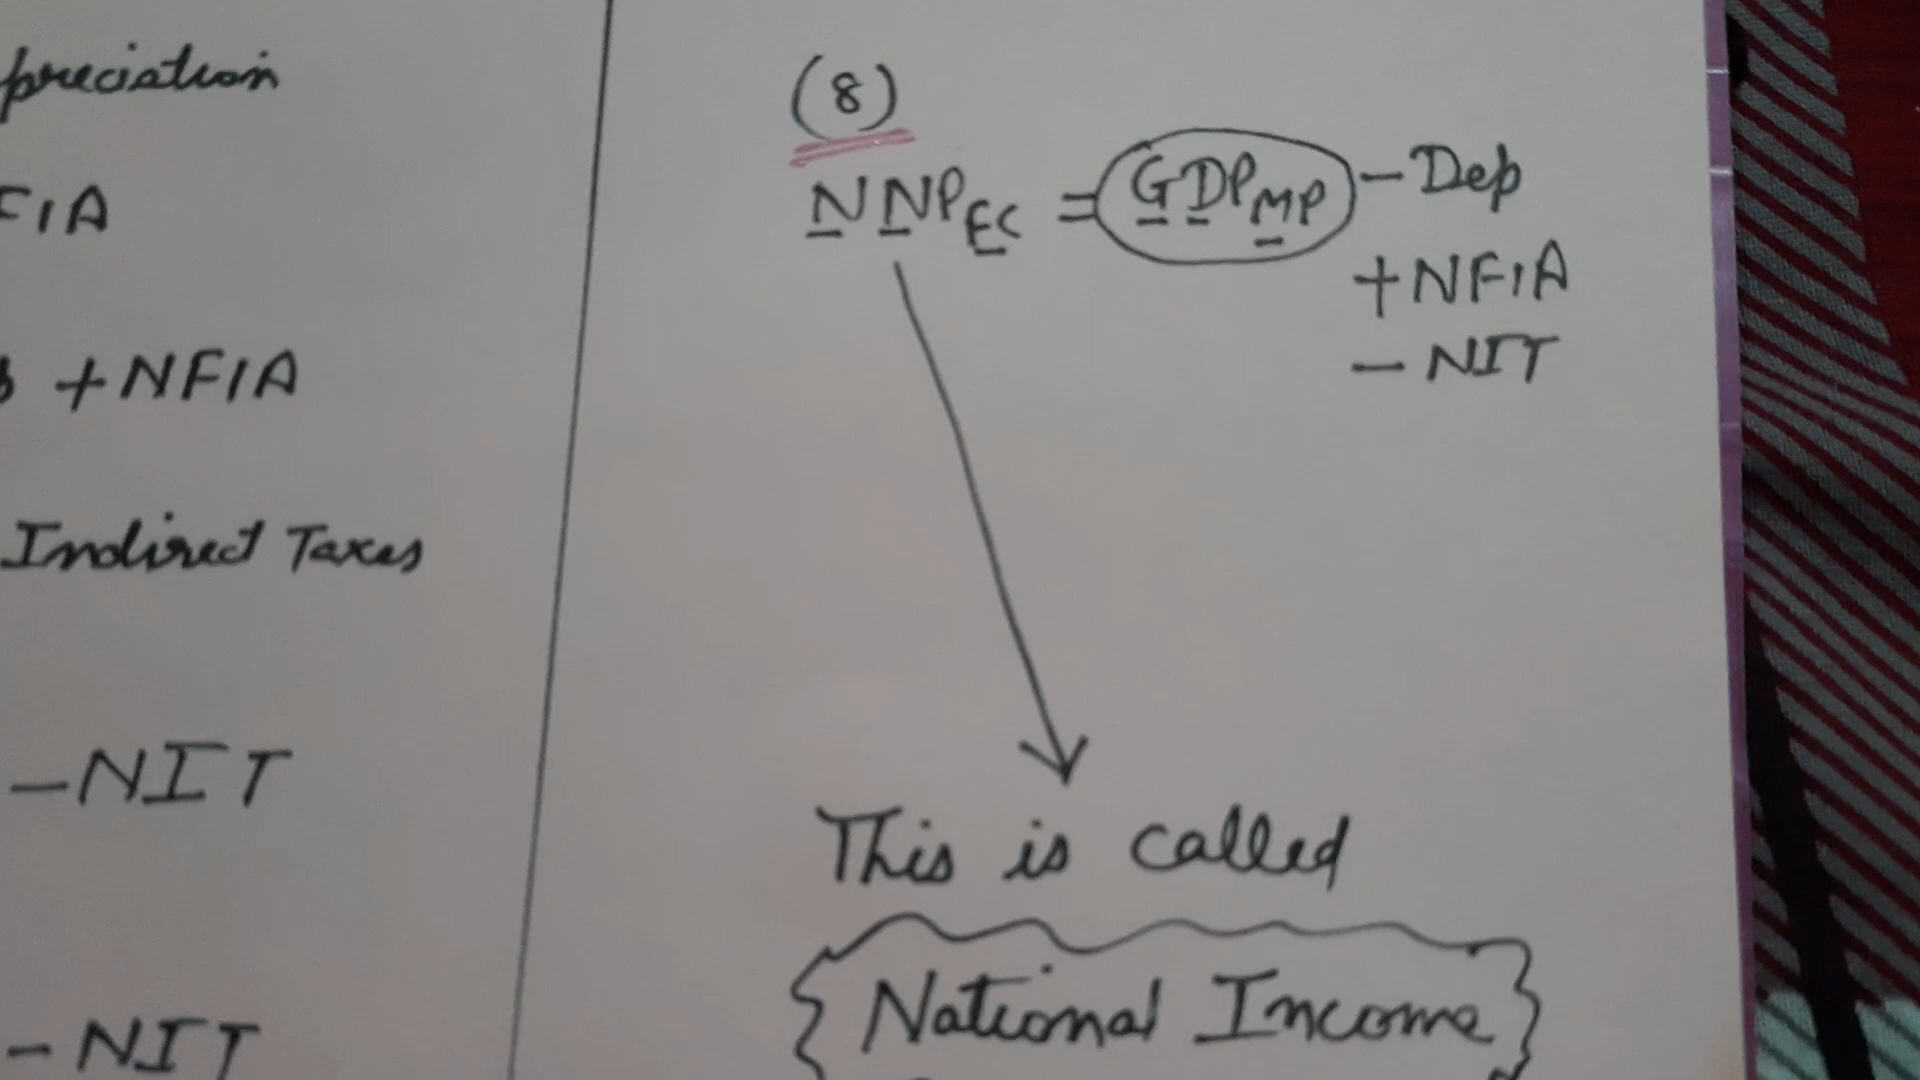 preciation
FIA
+NFIA
Indirect Taxes
-NIT
-NIT
(8)
NNPFC = GDPMP - Dep
+NFIA
- NIT
This is called
National Income